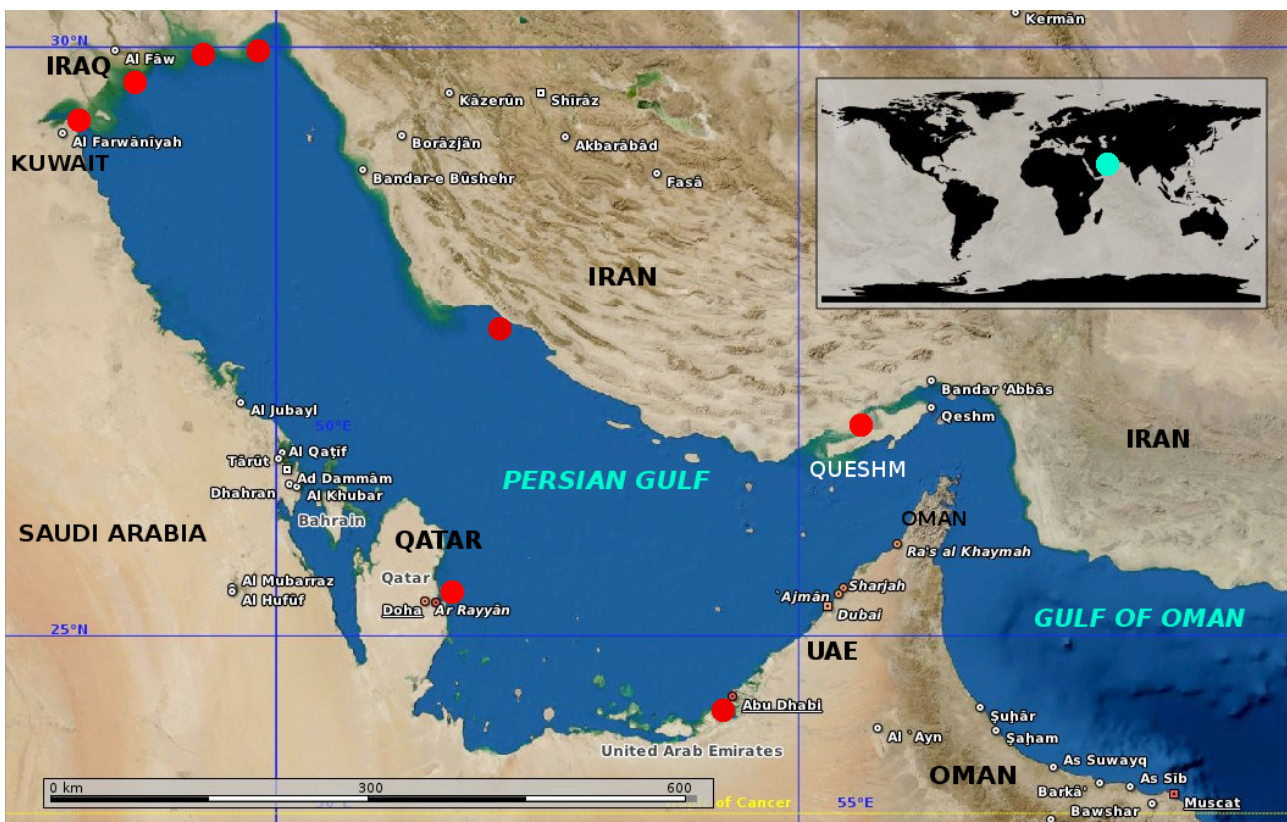 30°N
Kermān
Al Fāw
IRAQ
Kāzerūn
Shīrāz
Al Farwānīyah
Borāzjān
Akbarābād
KUWAIT
Bandar-e Būshehr
Fasā
IRAN
Bandar 'Abbās
Al Jubayl
Qeshm
50°E
IRAN
Al Qaṭīf
Tārūt
QUESHM
PERSIAN GULF
Ad Dammām
Dhahran
Al Khubar
Bahrain
OMAN
SAUDI ARABIA
QATAR
Ra's al Khaymah
Qatar
Al Mubarraz
Sharjah
Al Hufūf
`Ajmān
Doha
Ar Rayyān
Dubai
GULF OF OMAN
25°N
UAE
Abu Dhabi
Ṣuḥār
Al `Ayn
Ṣaḥam
United Arab Emirates
As Suwayq
OMAN
As Sīb
0 km
300
600
Barkā'
55°E
of Cancer
Bawshar
Muscat